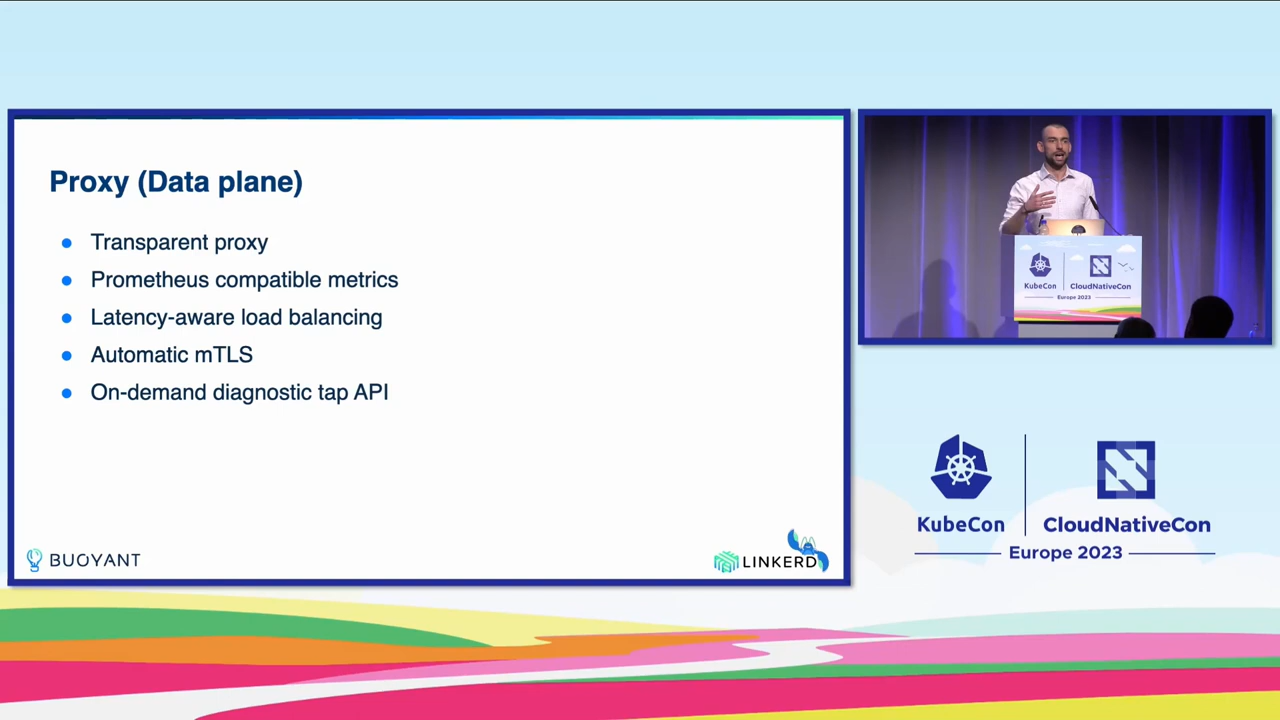 Proxy (Data plane)
Transparent proxy
Prometheus compatible metrics
Latency-aware load balancing
Automatic mTLS
On-demand diagnostic tap API
BUOYANT
LINKERD
KubeCon
CloudNativeCon
Europe 2023
KubeCon
CloudNativeCon
Europe 2023